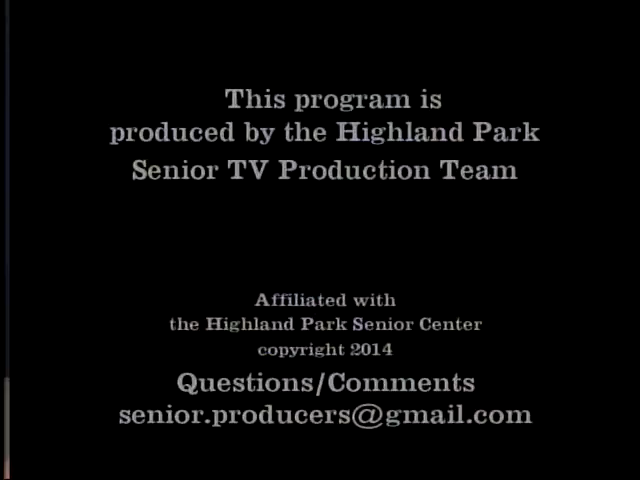 This program is
produced by the Highland Park
Senior TV Production Team
Affiliated with
the Highland Park Senior Center
copyright 2014
Questions/Comments
senior.producers@gmail.com